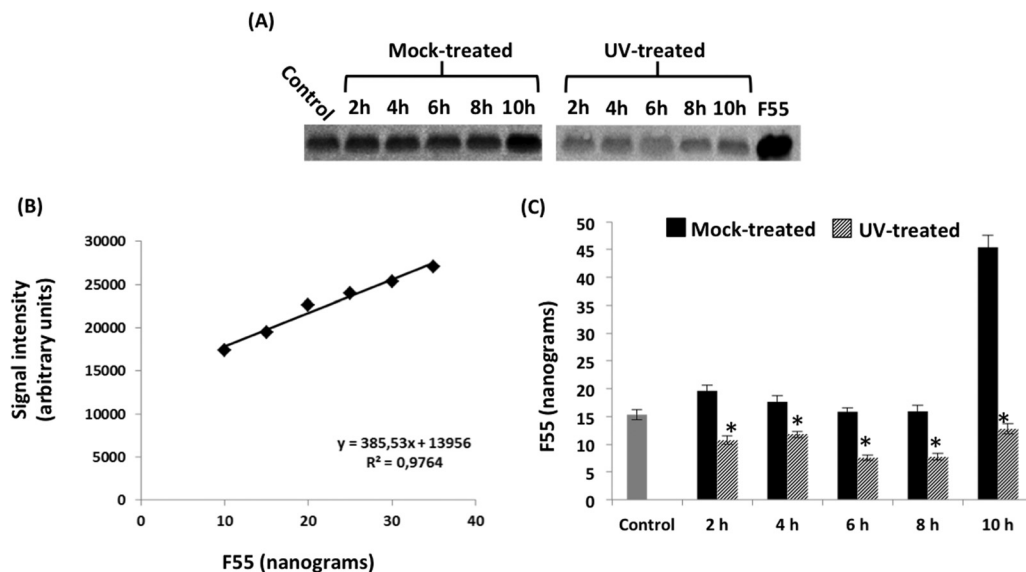 (A)
Mock-treated UV-treated
Control 2h 4h 6h 8h 10h 2h 4h 6h 8h 10h F55
(B)
Signal intensity
(arbitrary units)
30000
25000
20000
15000
10000
5000
0
0 10 20 30 40
y = 385,53x + 13956
R² = 0,9764
F55 (nanograms)
(C)
Mock-treated UV-treated
F55 (nanograms)
50
45
40
35
30
25
20
15
10
5
0
* * * * *
Control 2 h 4 h 6 h 8 h 10 h